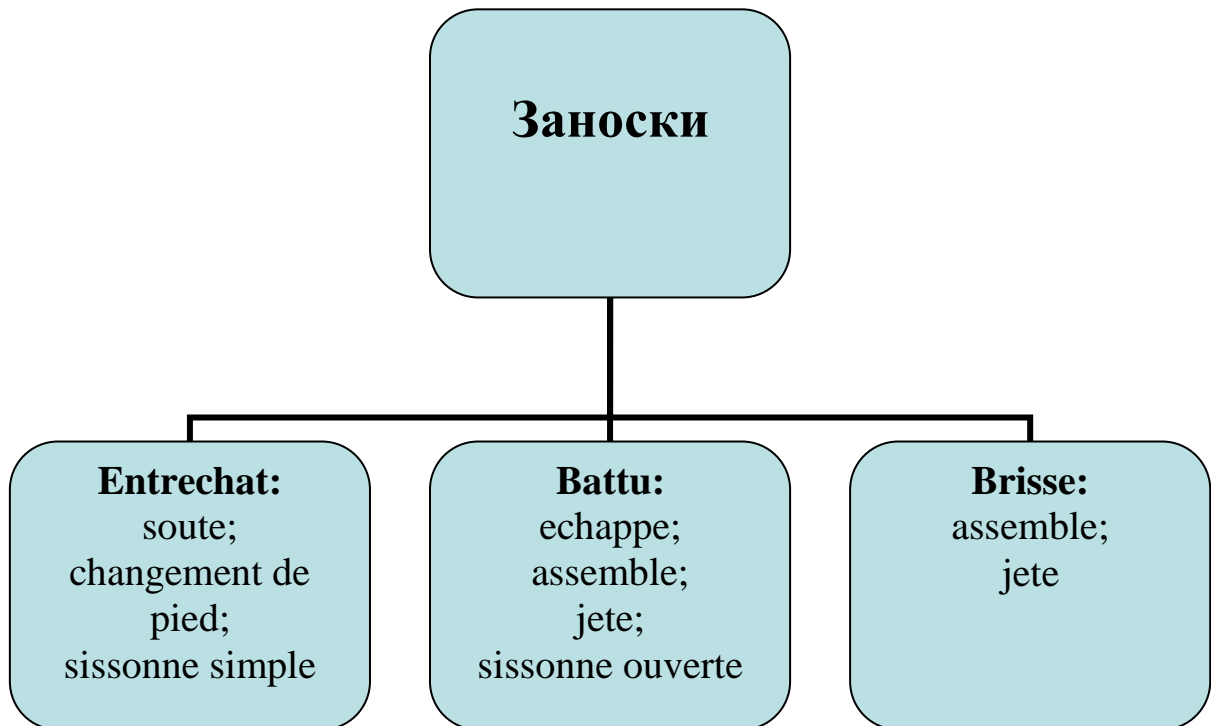 Заноски
Entrechat:
soute;
changement de
pied;
sissonne simple
Battu:
echappe;
assemble;
jete;
sissonne ouverte
Brisse:
assemble;
jete